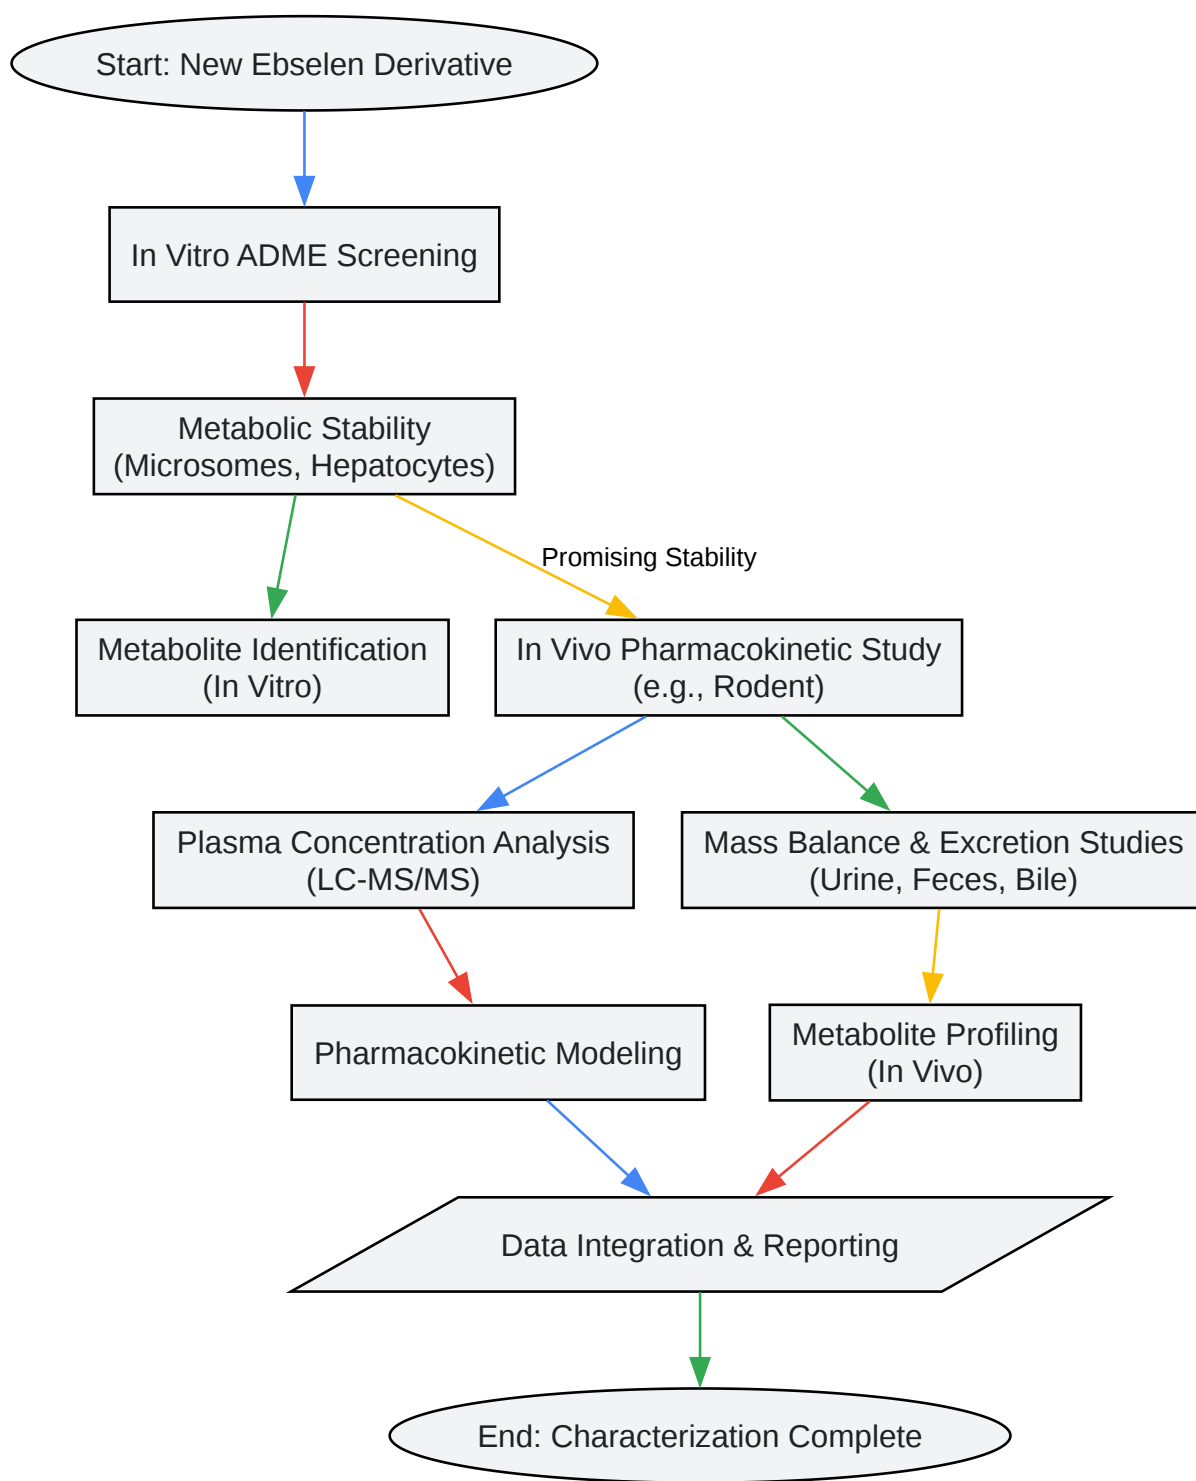 Start: New Ebselen Derivative
In Vitro ADME Screening
Metabolic Stability
(Microsomes, Hepatocytes)
Promising Stability
Metabolite Identification
(In Vitro)
In Vivo Pharmacokinetic Study
(e.g., Rodent)
Plasma Concentration Analysis
(LC-MS/MS)
Mass Balance & Excretion Studies
(Urine, Feces, Bile)
Pharmacokinetic Modeling
Metabolite Profiling
(In Vivo)
Data Integration & Reporting
End: Characterization Complete